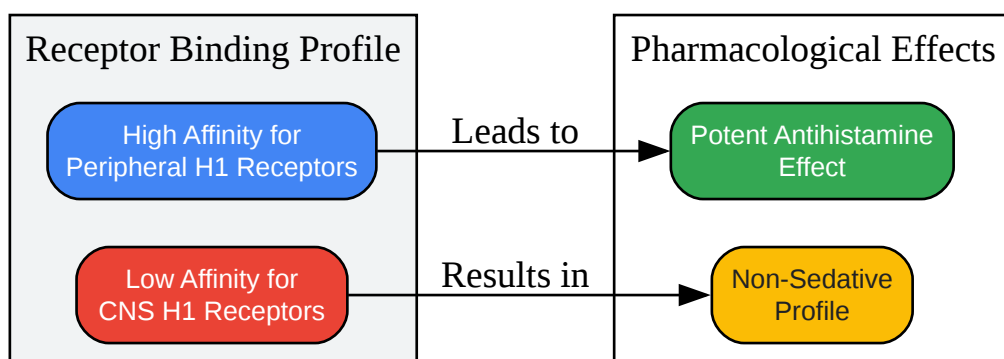 Receptor Binding Profile
Pharmacological Effects
High Affinity for
Peripheral H1 Receptors
Leads to
Potent Antihistamine
Effect
Low Affinity for
CNS H1 Receptors
Results in
Non-Sedative
Profile